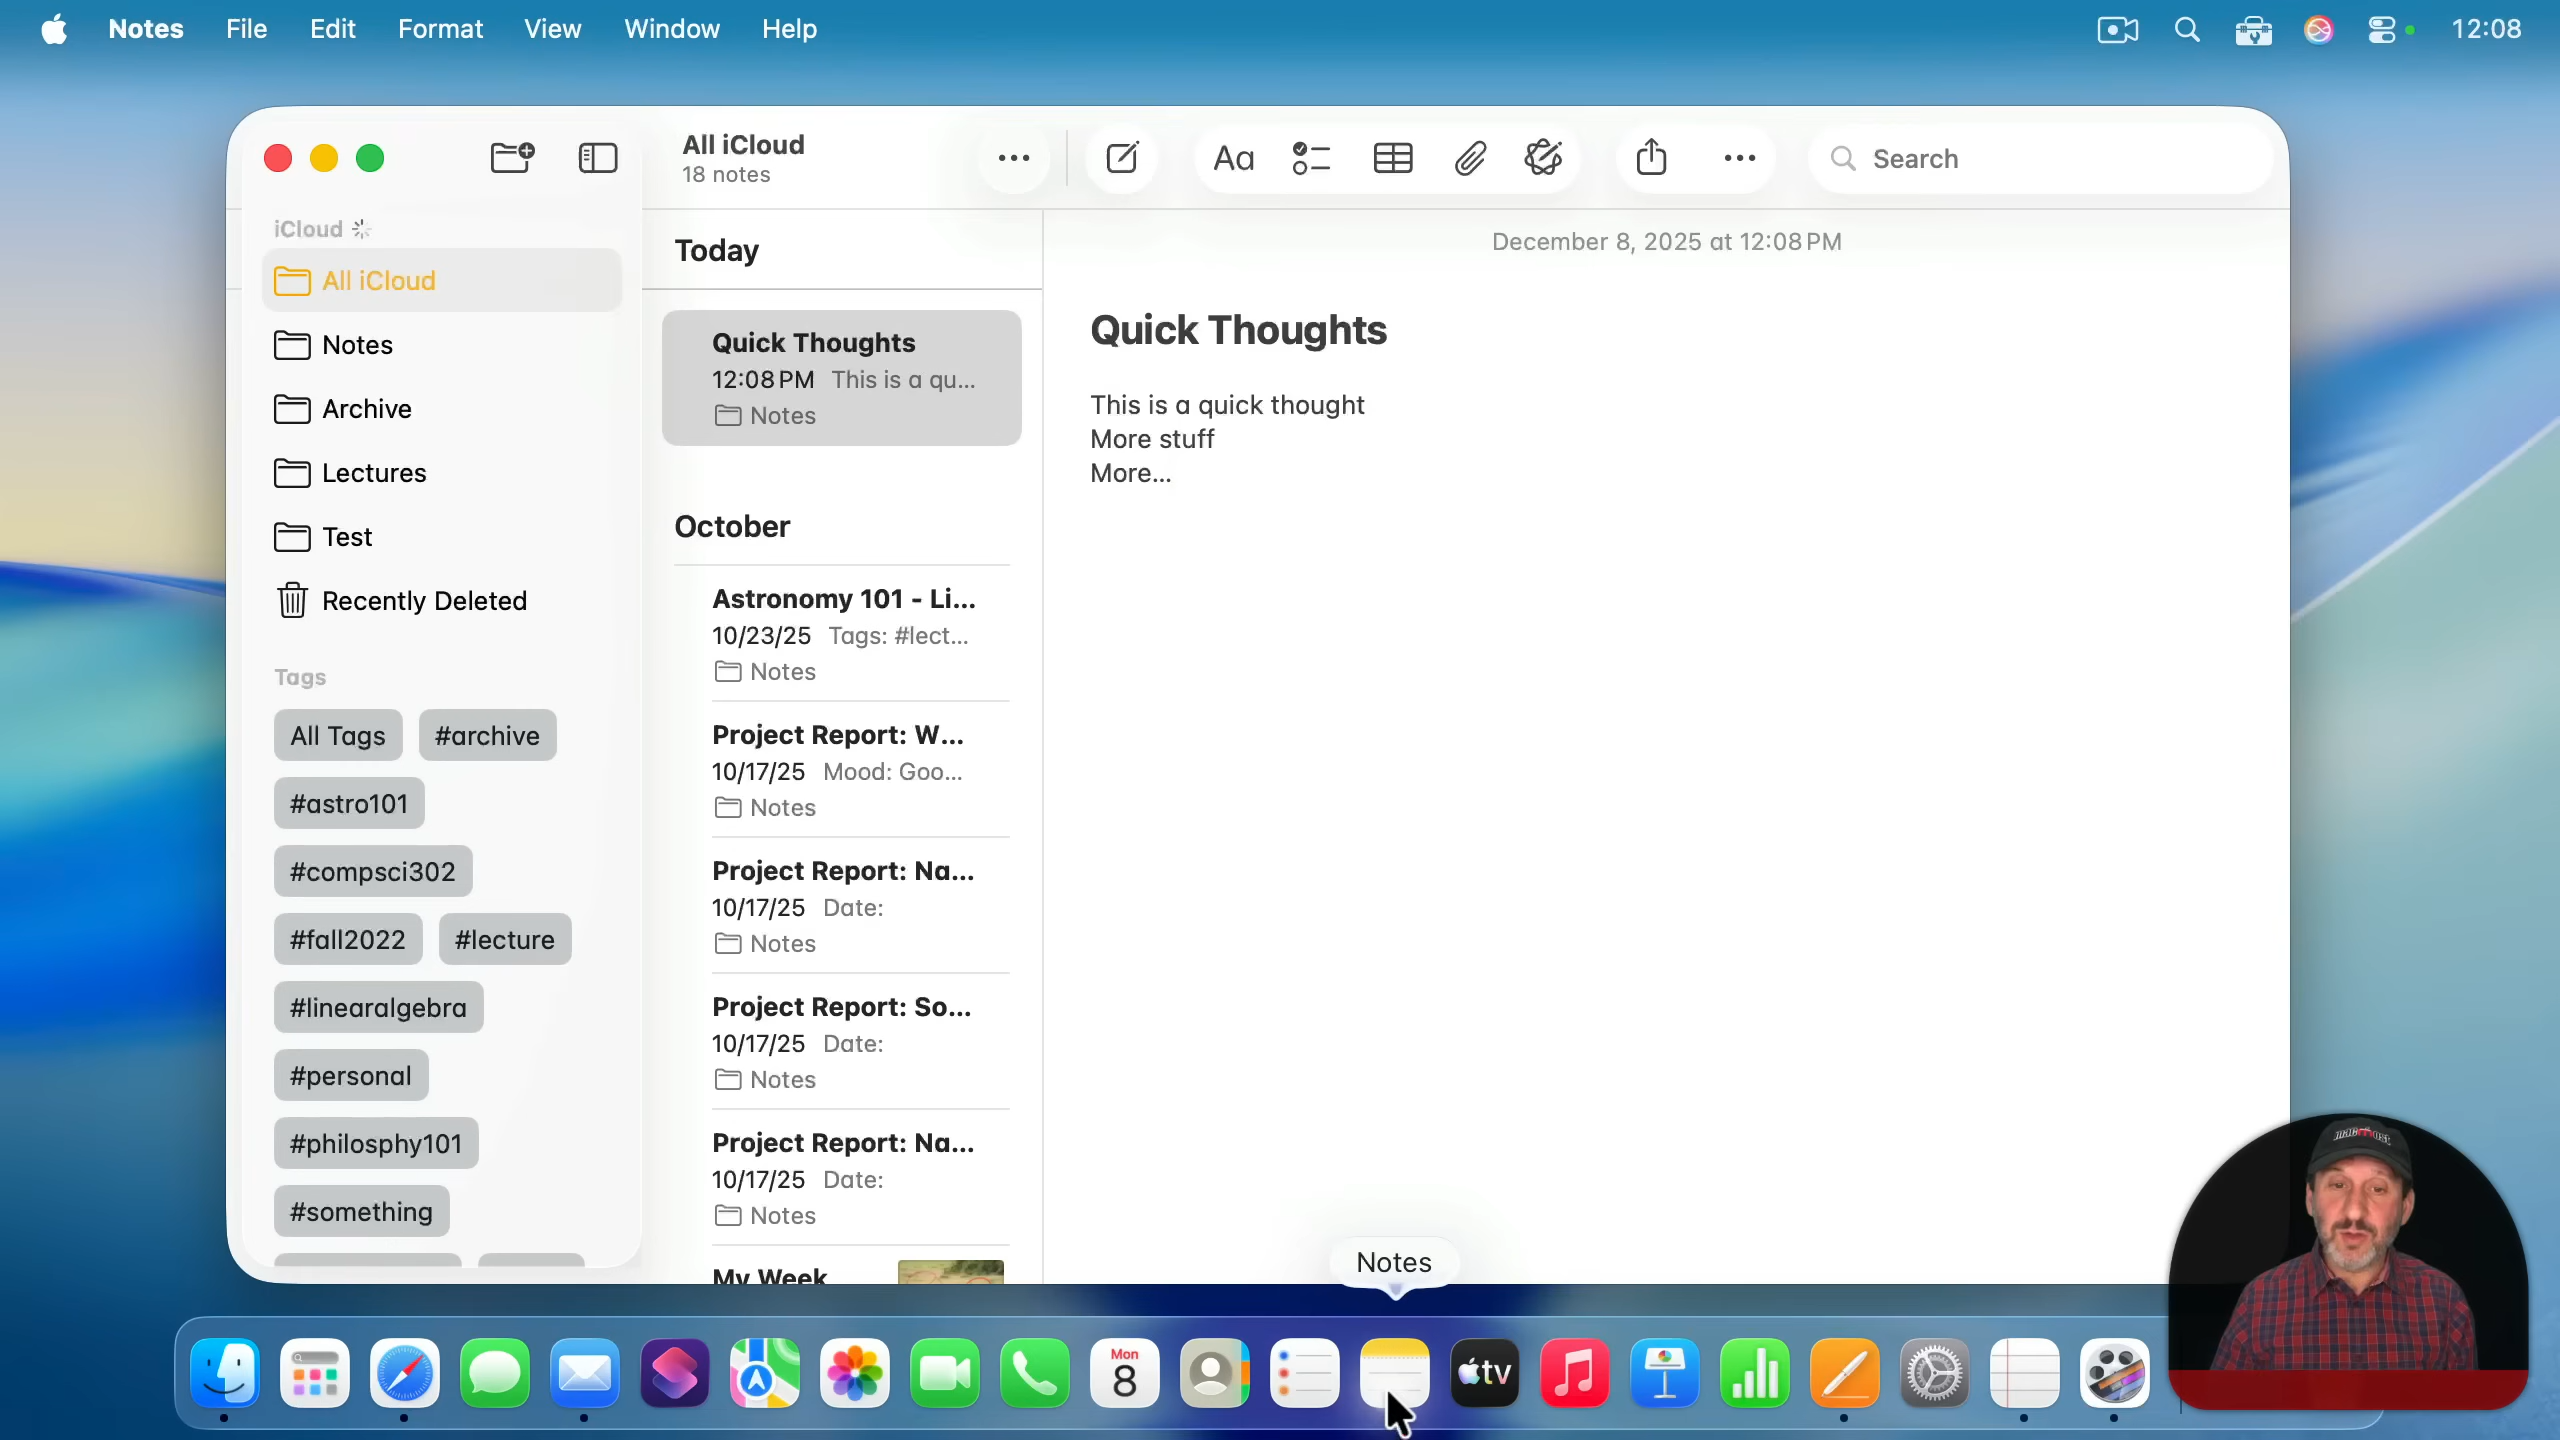 Notes File Edit Format View Window Help 12:08
All iCloud
18 notes
Aa
Search
iCloud
All iCloud
Notes
Archive
Lectures
Test
Recently Deleted
Tags
All Tags #archive
#astro101
#compsci302
#fall2022 #lecture
#linearalgebra
#personal
#philosphy101
#something
Today
Quick Thoughts
12:08 PM This is a qu...
Notes
October
Astronomy 101 - Li...
10/23/25 Tags: #lect...
Notes
Project Report: W...
10/17/25 Mood: Goo...
Notes
Project Report: Na...
10/17/25 Date:
Notes
Project Report: So...
10/17/25 Date:
Notes
Project Report: Na...
10/17/25 Date:
Notes
My Week
December 8, 2025 at 12:08 PM
Quick Thoughts
This is a quick thought
More stuff
More...
Notes
Mon
8
tv
macmost